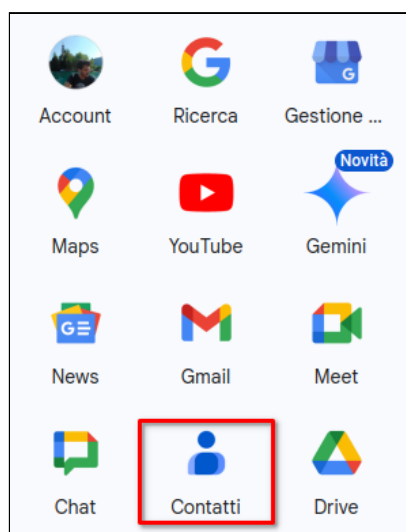 Account
Ricerca
Gestione ...
Novità
Maps
YouTube
Gemini
G
News
Gmail
Meet
Chat
Contatti
Drive